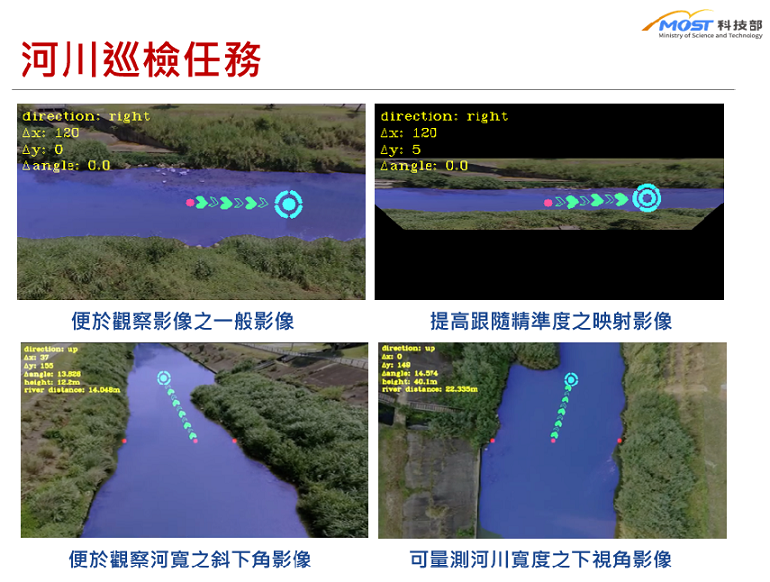 MOST 科技部
Ministry of Science and Technology
河川巡檢任務
direction: right
Δx: 120
Δy: 0
Δangle: 0.0
direction: right
Δx: 120
Δy: 5
Δangle: 0.0
便於觀察影像之一般影像
提高跟隨精準度之映射影像
direction: up
Δx: 37
Δy: 155
Δangle: 13.526
height: 12.2m
river distance: 14.048m
direction: up
Δx: 0
Δy: 149
Δangle: 14.574
height: 40.1m
river distance: 22.335m
便於觀察河寬之斜下角影像
可量測河川寬度之下視角影像